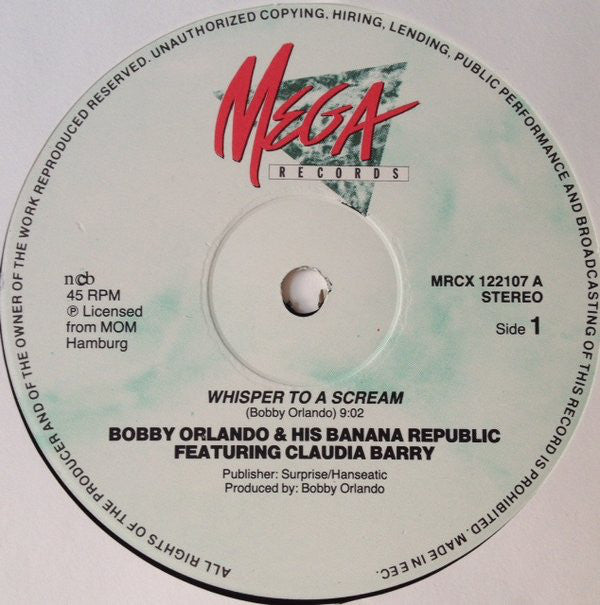 ALL RIGHTS OF THE PRODUCER AND OF THE OWNER OF THE WORK REPRODUCED RESERVED. UNAUTHORIZED COPYING. HIRING, LENDING, PUBLIC PERFORMANCE AND BROADCASTING OF THIS RECORD IS PROHIBITED. MADE IN EEC.
MEGA
RECORDS
ncb
45 RPM
Ⓟ Licensed
from MOM
Hamburg
MRCX 122107 A
STEREO
Side 1
WHISPER TO A SCREAM
(Bobby Orlando) 9:02
BOBBY ORLANDO & HIS BANANA REPUBLIC
FEATURING CLAUDIA BARRY
Publisher: Surprise/Hanseatic
Produced by: Bobby Orlando